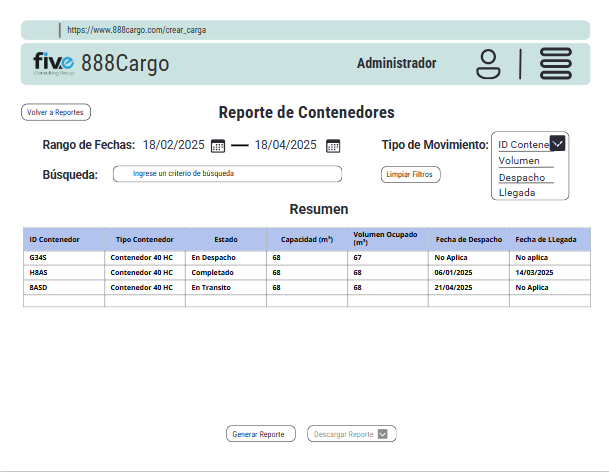 https://www.888cargo.com/crear_carga
five
Consulting Group
888Cargo
Administrador
Volver a Reportes
Reporte de Contenedores
Rango de Fechas: 18/02/2025 — 18/04/2025
Tipo de Movimiento:
ID Contene
Volumen
Despacho
Llegada
Búsqueda:
Ingrese un criterio de búsqueda
Limpiar Filtros
Resumen
ID Contenedor Tipo Contenedor Estado Capacidad (m³) Volumen Ocupado (m³) Fecha de Despacho Fecha de LLegada
G34S Contenedor 40 HC En Despacho 68 67 No Aplica No aplica
H8AS Contenedor 40 HC Completado 68 68 06/01/2025 14/03/2025
8ASD Contenedor 40 HC En Transito 68 68 21/04/2025 No Aplica
Generar Reporte
Descargar Reporte